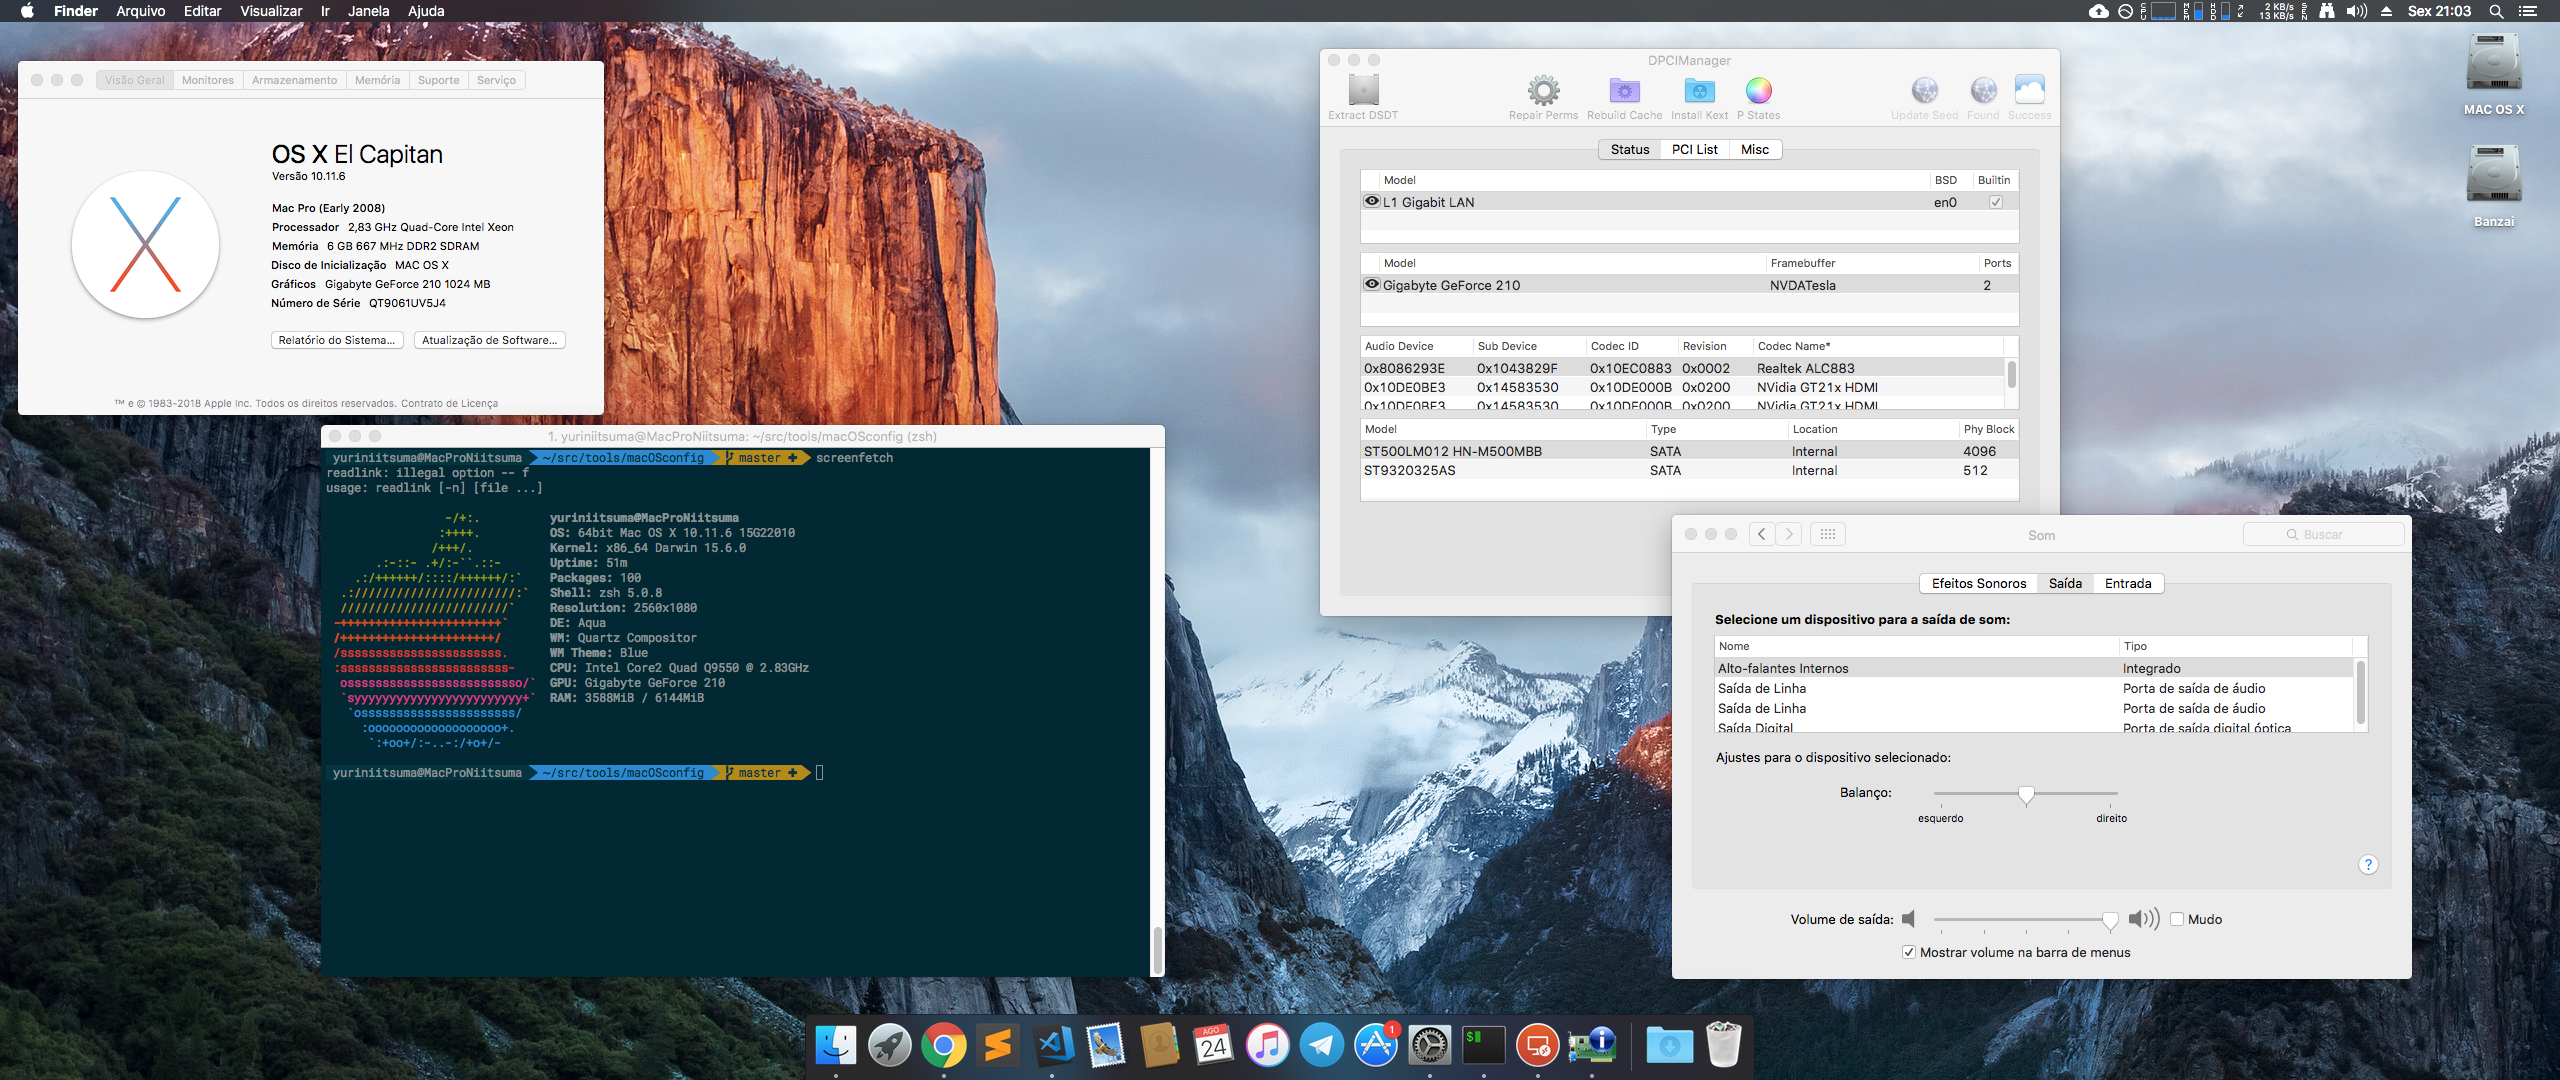 Finder Arquivo Editar Visualizar Ir Janela Ajuda
CPU MEM HDD 2 KB/s 13 KB/s SEN Sex 21:03
MAC OS X
Banzai
Visão Geral Monitores Armazenamento Memória Suporte Serviço
OS X El Capitan
Versão 10.11.6
Mac Pro (Early 2008)
Processador 2,83 GHz Quad-Core Intel Xeon
Memória 6 GB 667 MHz DDR2 SDRAM
Disco de Inicialização MAC OS X
Gráficos Gigabyte GeForce 210 1024 MB
Número de Série QT9061UV5J4
Relatório do Sistema... Atualização de Software...
™ e © 1983-2018 Apple Inc. Todos os direitos reservados. Contrato de Licença
1. yuriniitsuma@MacProNiitsuma: ~/src/tools/macOSconfig (zsh)
yuriniitsuma@MacProNiitsuma ~/src/tools/macOSconfig master + screenfetch
readlink: illegal option -- f
usage: readlink [-n] [file ...]
yuriniitsuma@MacProNiitsuma
OS: 64bit Mac OS X 10.11.6 15G22010
Kernel: x86_64 Darwin 15.6.0
Uptime: 51m
Packages: 100
Shell: zsh 5.0.8
Resolution: 2560x1080
DE: Aqua
WM: Quartz Compositor
WM Theme: Blue
CPU: Intel Core2 Quad Q9550 @ 2.83GHz
GPU: Gigabyte GeForce 210
RAM: 3588MiB / 6144MiB
yuriniitsuma@MacProNiitsuma ~/src/tools/macOSconfig master +
DPCIManager
Extract DSDT Repair Perms Rebuild Cache Install Kext P States Update Seed Found Success
Status PCI List Misc
Model BSD Builtin
L1 Gigabit LAN en0
Model Framebuffer Ports
Gigabyte GeForce 210 NVDATesla 2
Audio Device Sub Device Codec ID Revision Codec Name*
0x8086293E 0x1043829F 0x10EC0883 0x0002 Realtek ALC883
0x10DE0BE3 0x14583530 0x10DE000B 0x0200 NVidia GT21x HDMI
0x10DE0BE3 0x14583530 0x10DE000B 0x0200 NVidia GT21x HDMI
Model Type Location Phy Block
ST500LM012 HN-M500MBB SATA Internal 4096
ST9320325AS SATA Internal 512
Som
Buscar
Efeitos Sonoros Saída Entrada
Selecione um dispositivo para a saída de som:
Nome Tipo
Alto-falantes Internos Integrado
Saída de Linha Porta de saída de áudio
Saída de Linha Porta de saída de áudio
Saída Digital Porta de saída digital óptica
Ajustes para o dispositivo selecionado:
Balanço:
esquerdo direito
?
Volume de saída: Mudo
Mostrar volume na barra de menus
AGO
24
1
$